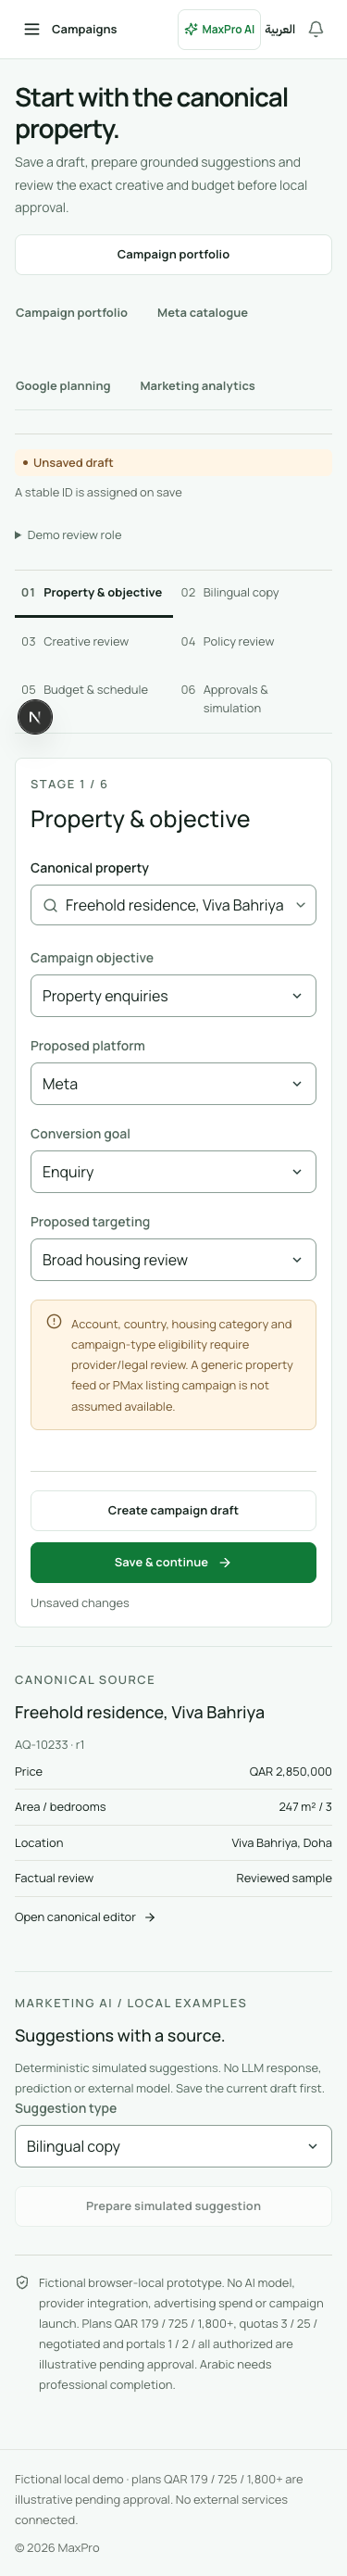 Campaigns
MaxPro AI
العربية
Start with the canonical
property.
Save a draft, prepare grounded suggestions and
review the exact creative and budget before local
approval.
Campaign portfolio
Campaign portfolio
Meta catalogue
Google planning
Marketing analytics
Unsaved draft
A stable ID is assigned on save
Demo review role
01 Property & objective
02 Bilingual copy
03 Creative review
04 Policy review
05 Budget & schedule
06 Approvals &
simulation
N
STAGE 1 / 6
Property & objective
Canonical property
Freehold residence, Viva Bahriya
Campaign objective
Property enquiries
Proposed platform
Meta
Conversion goal
Enquiry
Proposed targeting
Broad housing review
Account, country, housing category and
campaign-type eligibility require
provider/legal review. A generic property
feed or PMax listing campaign is not
assumed available.
Create campaign draft
Save & continue
Unsaved changes
CANONICAL SOURCE
Freehold residence, Viva Bahriya
AQ-10233 · r1
Price QAR 2,850,000
Area / bedrooms 247 m² / 3
Location Viva Bahriya, Doha
Factual review Reviewed sample
Open canonical editor
MARKETING AI / LOCAL EXAMPLES
Suggestions with a source.
Deterministic simulated suggestions. No LLM response,
prediction or external model. Save the current draft first.
Suggestion type
Bilingual copy
Prepare simulated suggestion
Fictional browser-local prototype. No AI model,
provider integration, advertising spend or campaign
launch. Plans QAR 179 / 725 / 1,800+, quotas 3 / 25 /
negotiated and portals 1 / 2 / all authorized are
illustrative pending approval. Arabic needs
professional completion.
Fictional local demo · plans QAR 179 / 725 / 1,800+ are
illustrative pending approval. No external services
connected.
© 2026 MaxPro